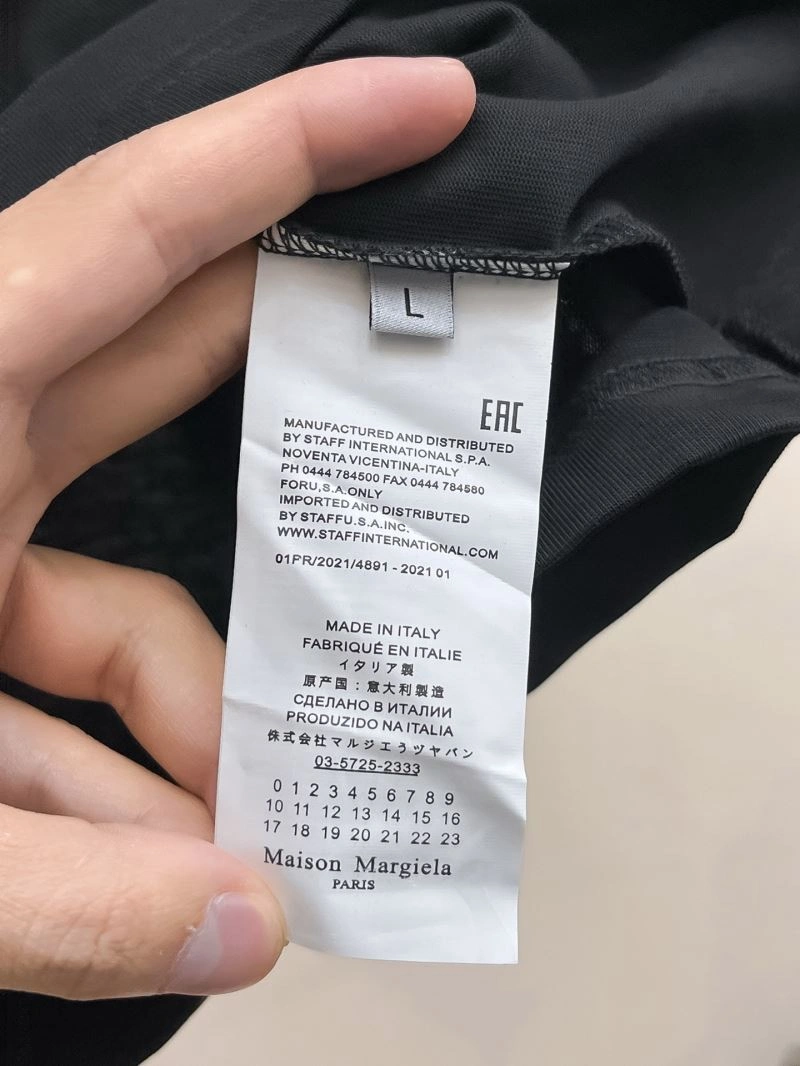 L
EAC
MANUFACTURED AND DISTRIBUTED
BY STAFF INTERNATIONAL S.P.A.
NOVENTA VICENTINA-ITALY
PH 0444 784500 FAX 0444 784580
FORU,S.A.ONLY
IMPORTED AND DISTRIBUTED
BY STAFFU.S.A.INC.
WWW.STAFFINTERNATIONAL.COM
01PR/2021/4891 - 2021 01
MADE IN ITALY
FABRIQUÉ EN ITALIE
イタリア製
原产国：意大利製造
СДЕЛАНО В ИТАЛИИ
PRODUZIDO NA ITALIA
株式会社マルジエうツヤパン
03-5725-2333
0 1 2 3 4 5 6 7 8 9
10 11 12 13 14 15 16
17 18 19 20 21 22 23
Maison Margiela
PARIS